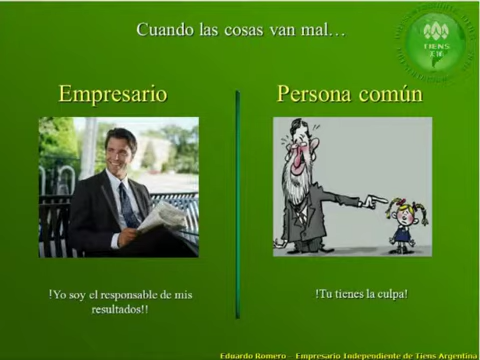 Cuando las cosas van mal…
TIENS
Empresario
Persona común
!Yo soy el responsable de mis
resultados!!
!Tu tienes la culpa!
Eduardo Romero - Empresario Independiente de Tiens Argentina